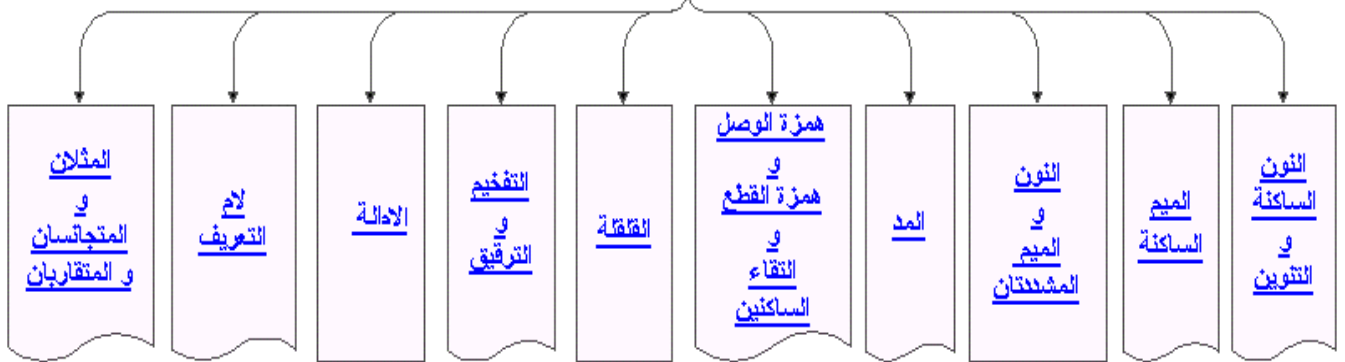 النون
الساكنة
و
التنوين
الميم
الساكنة
النون
و
الميم
المشددتان
المد
همزة الوصل
و
همزة القطع
و
التقاء
الساكنين
القلقلة
التفخيم
و
الترقيق
الامالة
لام
التعريف
المثلان
و
المتجانسان
و المتقاربان